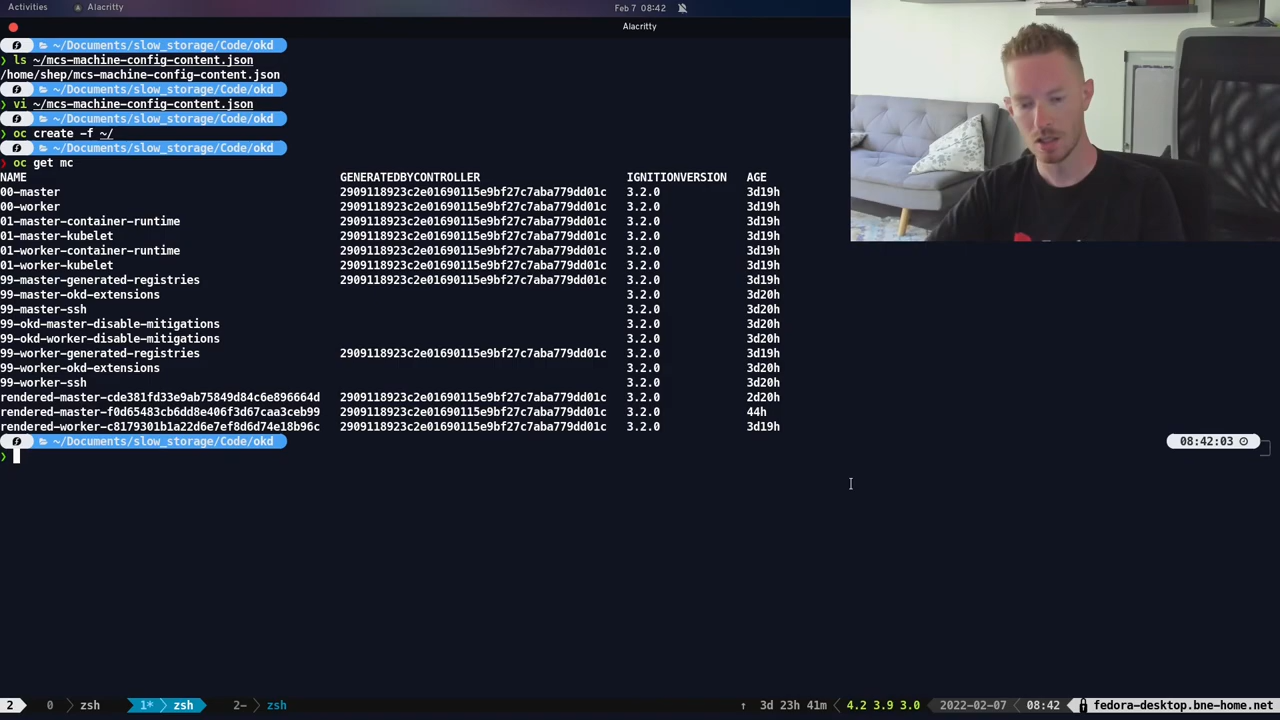 Activities Alacritty Feb 7 08:42
Alacritty
~/Documents/slow_storage/Code/okd
❯ ls ~/mcs-machine-config-content.json
/home/shep/mcs-machine-config-content.json
~/Documents/slow_storage/Code/okd
❯ vi ~/mcs-machine-config-content.json
~/Documents/slow_storage/Code/okd
❯ oc create -f ~/
~/Documents/slow_storage/Code/okd
❯ oc get mc
NAME GENERATEDBYCONTROLLER IGNITIONVERSION AGE
00-master 2909118923c2e01690115e9bf27c7aba779dd01c 3.2.0 3d19h
00-worker 2909118923c2e01690115e9bf27c7aba779dd01c 3.2.0 3d19h
01-master-container-runtime 2909118923c2e01690115e9bf27c7aba779dd01c 3.2.0 3d19h
01-master-kubelet 2909118923c2e01690115e9bf27c7aba779dd01c 3.2.0 3d19h
01-worker-container-runtime 2909118923c2e01690115e9bf27c7aba779dd01c 3.2.0 3d19h
01-worker-kubelet 2909118923c2e01690115e9bf27c7aba779dd01c 3.2.0 3d19h
99-master-generated-registries 2909118923c2e01690115e9bf27c7aba779dd01c 3.2.0 3d19h
99-master-okd-extensions 3.2.0 3d20h
99-master-ssh 3.2.0 3d20h
99-okd-master-disable-mitigations 3.2.0 3d20h
99-okd-worker-disable-mitigations 3.2.0 3d20h
99-worker-generated-registries 2909118923c2e01690115e9bf27c7aba779dd01c 3.2.0 3d19h
99-worker-okd-extensions 3.2.0 3d20h
99-worker-ssh 3.2.0 3d20h
rendered-master-cde381fd33e9ab75849d84c6e896664d 2909118923c2e01690115e9bf27c7aba779dd01c 3.2.0 2d20h
rendered-master-f0d65483cb6dd8e406f3d67caa3ceb99 2909118923c2e01690115e9bf27c7aba779dd01c 3.2.0 44h
rendered-worker-c8179301b1a22d6e7ef8d6d74e18b96c 2909118923c2e01690115e9bf27c7aba779dd01c 3.2.0 3d19h
~/Documents/slow_storage/Code/okd 08:42:03
❯
2 0 zsh 1* zsh 2- zsh ↑ 3d 23h 41m 4.2 3.9 3.0 2022-02-07 08:42 fedora-desktop.bne-home.net